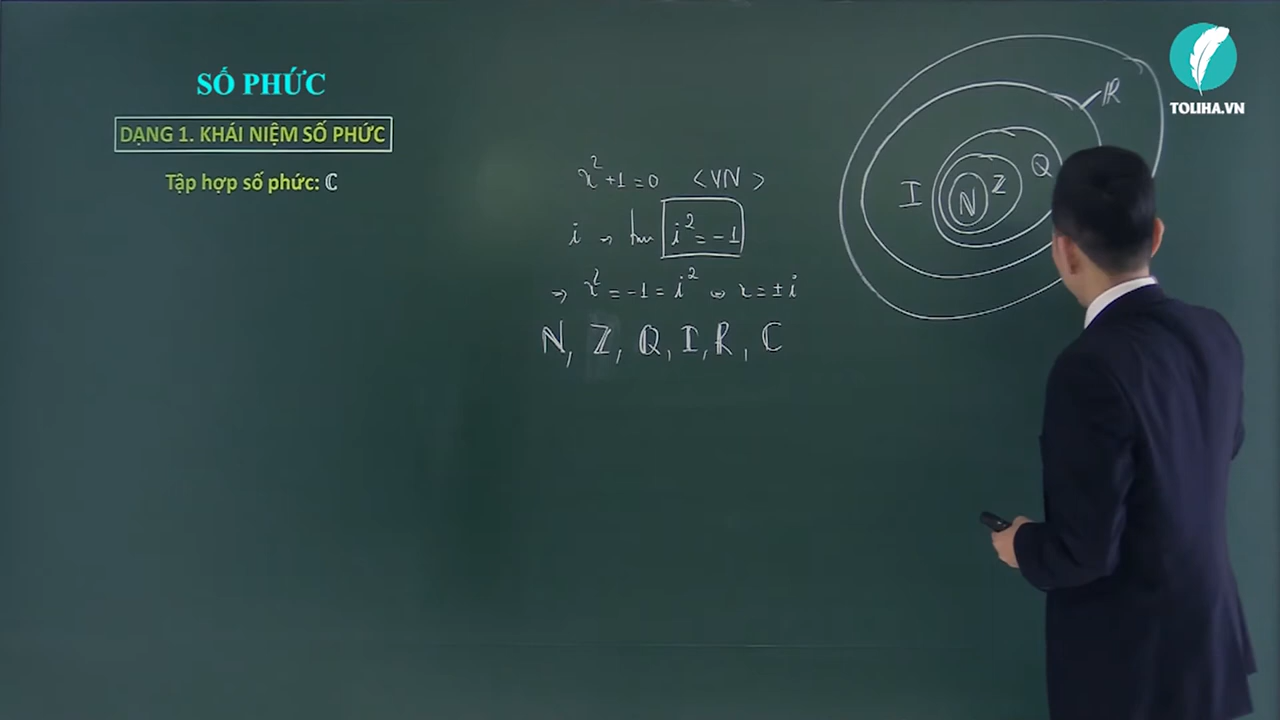 SỐ PHỨC
DẠNG 1. KHÁI NIỆM SỐ PHỨC
Tập hợp số phức: ℂ
x² + 1 = 0 <VN>
i → i² = -1
⇒ x² = -1 = i² ⇔ x = ± i
N, Z, Q, I, R, C
I N Z Q R
TOLIHA.VN